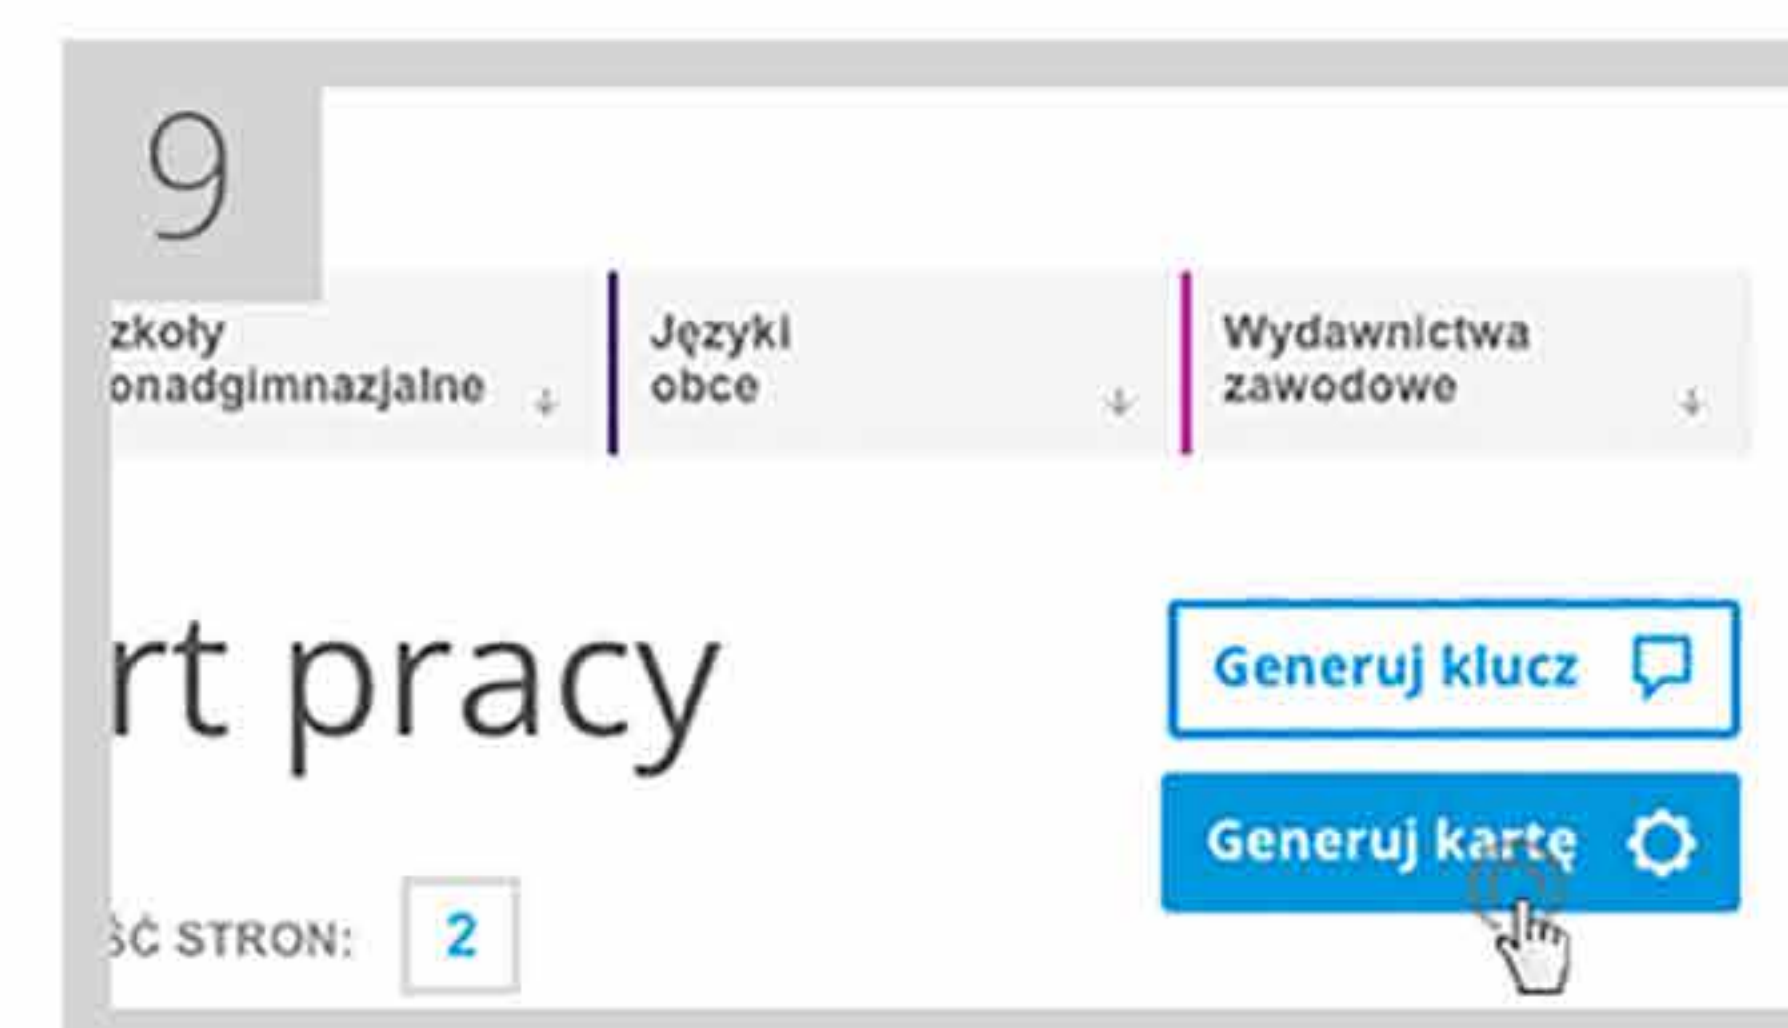 9
zkoły
onadgimnazjalne
Języki
obce
Wydawnictwa
zawodowe
rt pracy
Generuj klucz
Generuj kartę
ŚĆ STRON:
2